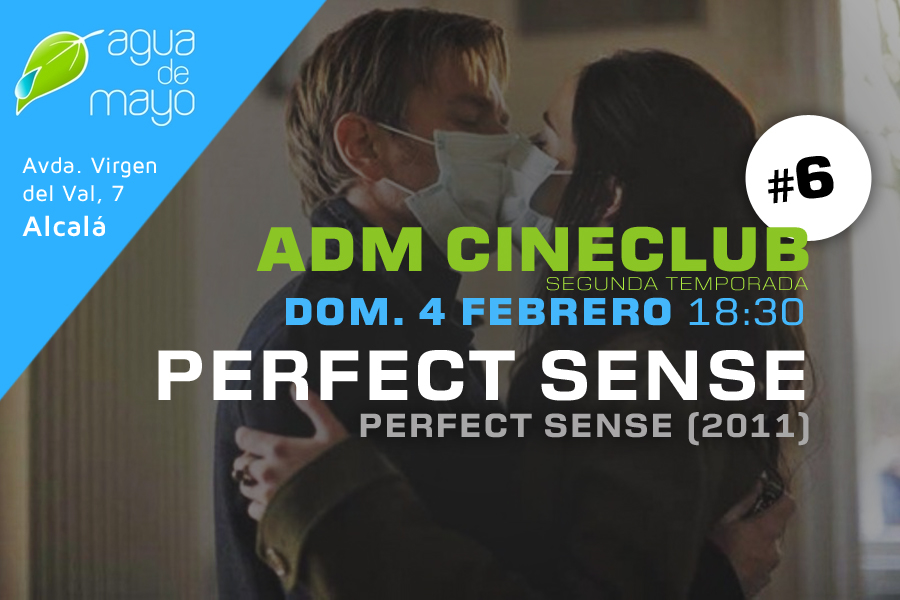 agua
de
mayo
Avda. Virgen
del Val, 7
Alcalá
#6
ADM CINECLUB
SEGUNDA TEMPORADA
DOM. 4 FEBRERO 18:30
PERFECT SENSE
PERFECT SENSE (2011)